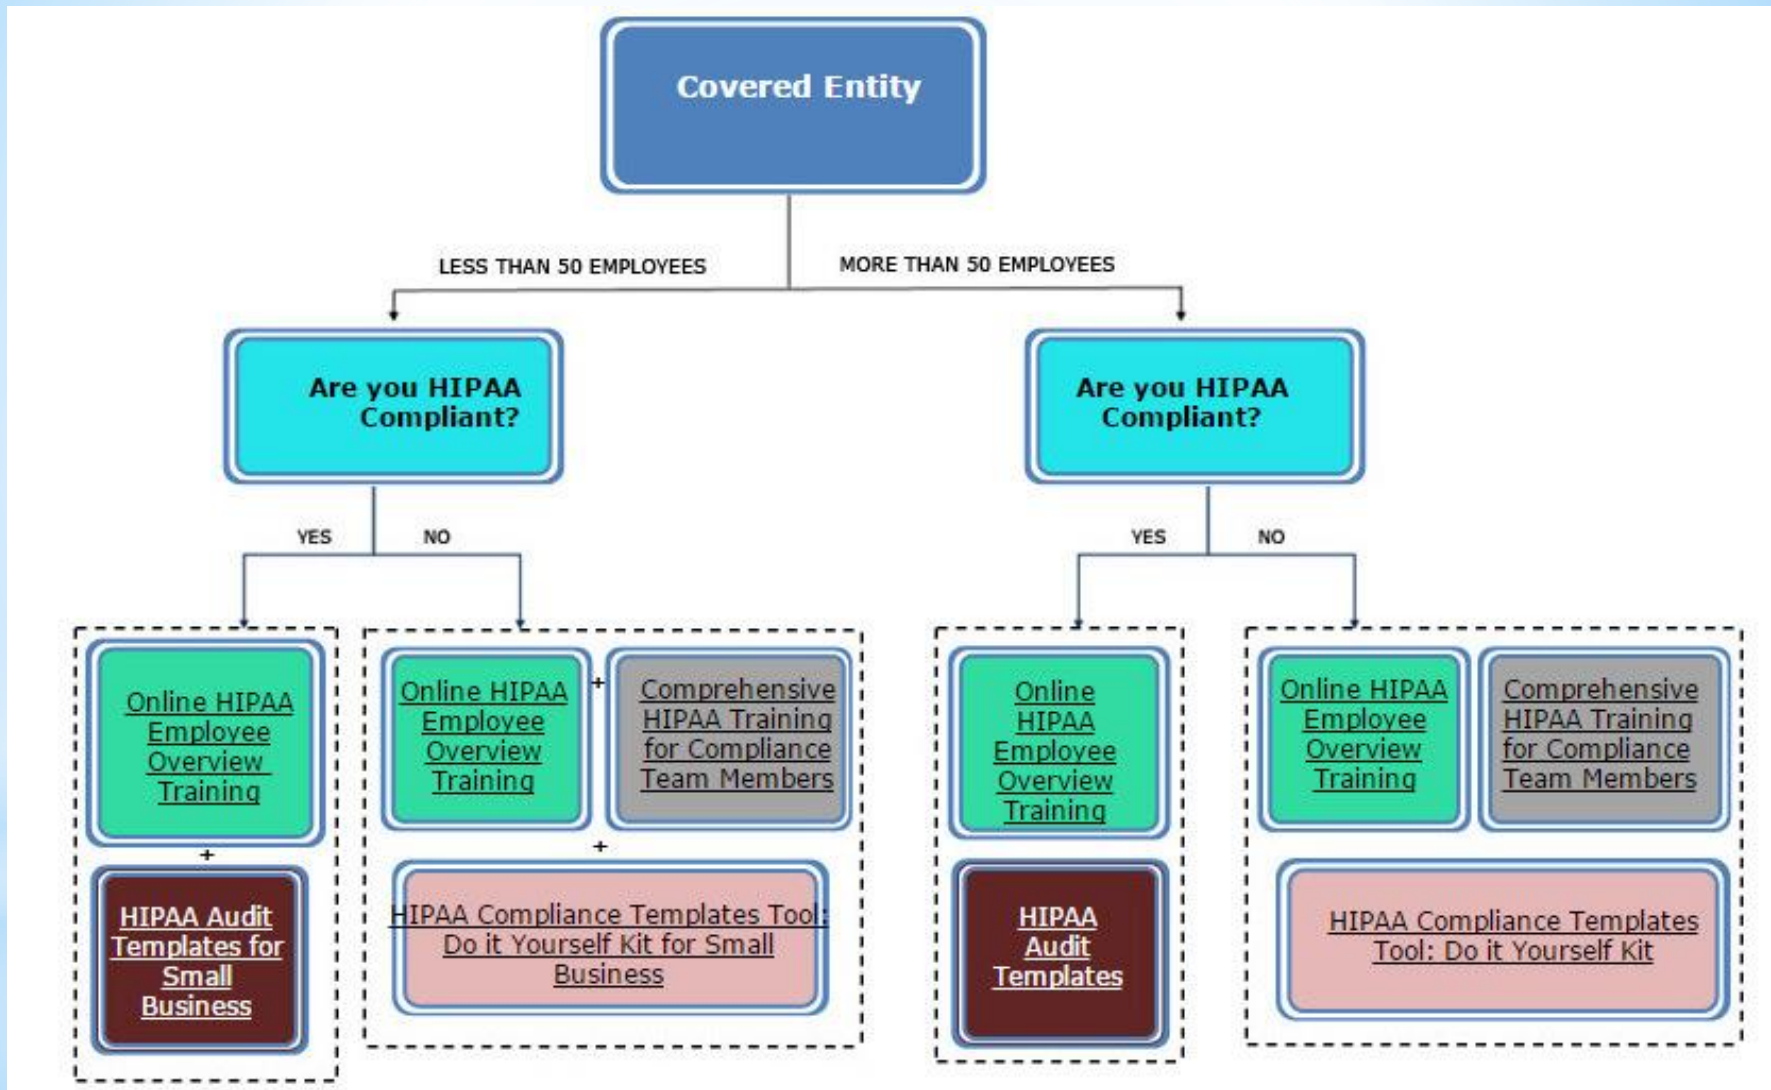 Covered Entity
LESS THAN 50 EMPLOYEES
MORE THAN 50 EMPLOYEES
Are you HIPAA
Compliant?
Are you HIPAA
Compliant?
YES
NO
YES
NO
Online HIPAA
Employee
Overview
Training
+
HIPAA Audit
Templates for
Small
Business
Online HIPAA
Employee
Overview
Training
+
Comprehensive
HIPAA Training
for Compliance
Team Members
+
HIPAA Compliance Templates Tool:
Do it Yourself Kit for Small
Business
Online
HIPAA
Employee
Overview
Training
HIPAA
Audit
Templates
Online HIPAA
Employee
Overview
Training
Comprehensive
HIPAA Training
for Compliance
Team Members
HIPAA Compliance Templates
Tool: Do it Yourself Kit